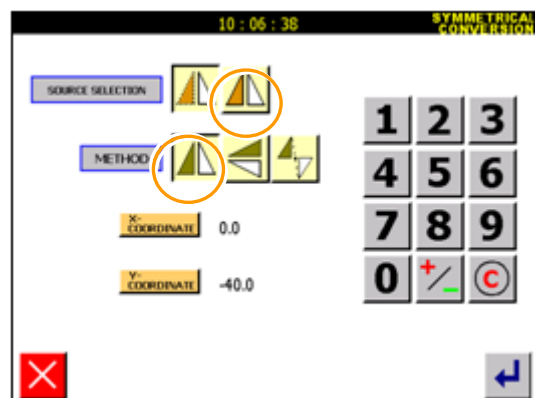 10 : 06 : 38
SYMMETRICAL
CONVERSION
SOURCE SELECTION
METHOD
1 2 3
4 5 6
X-
COORDINATE 0.0
7 8 9
Y-
COORDINATE -40.0
0 +/- C